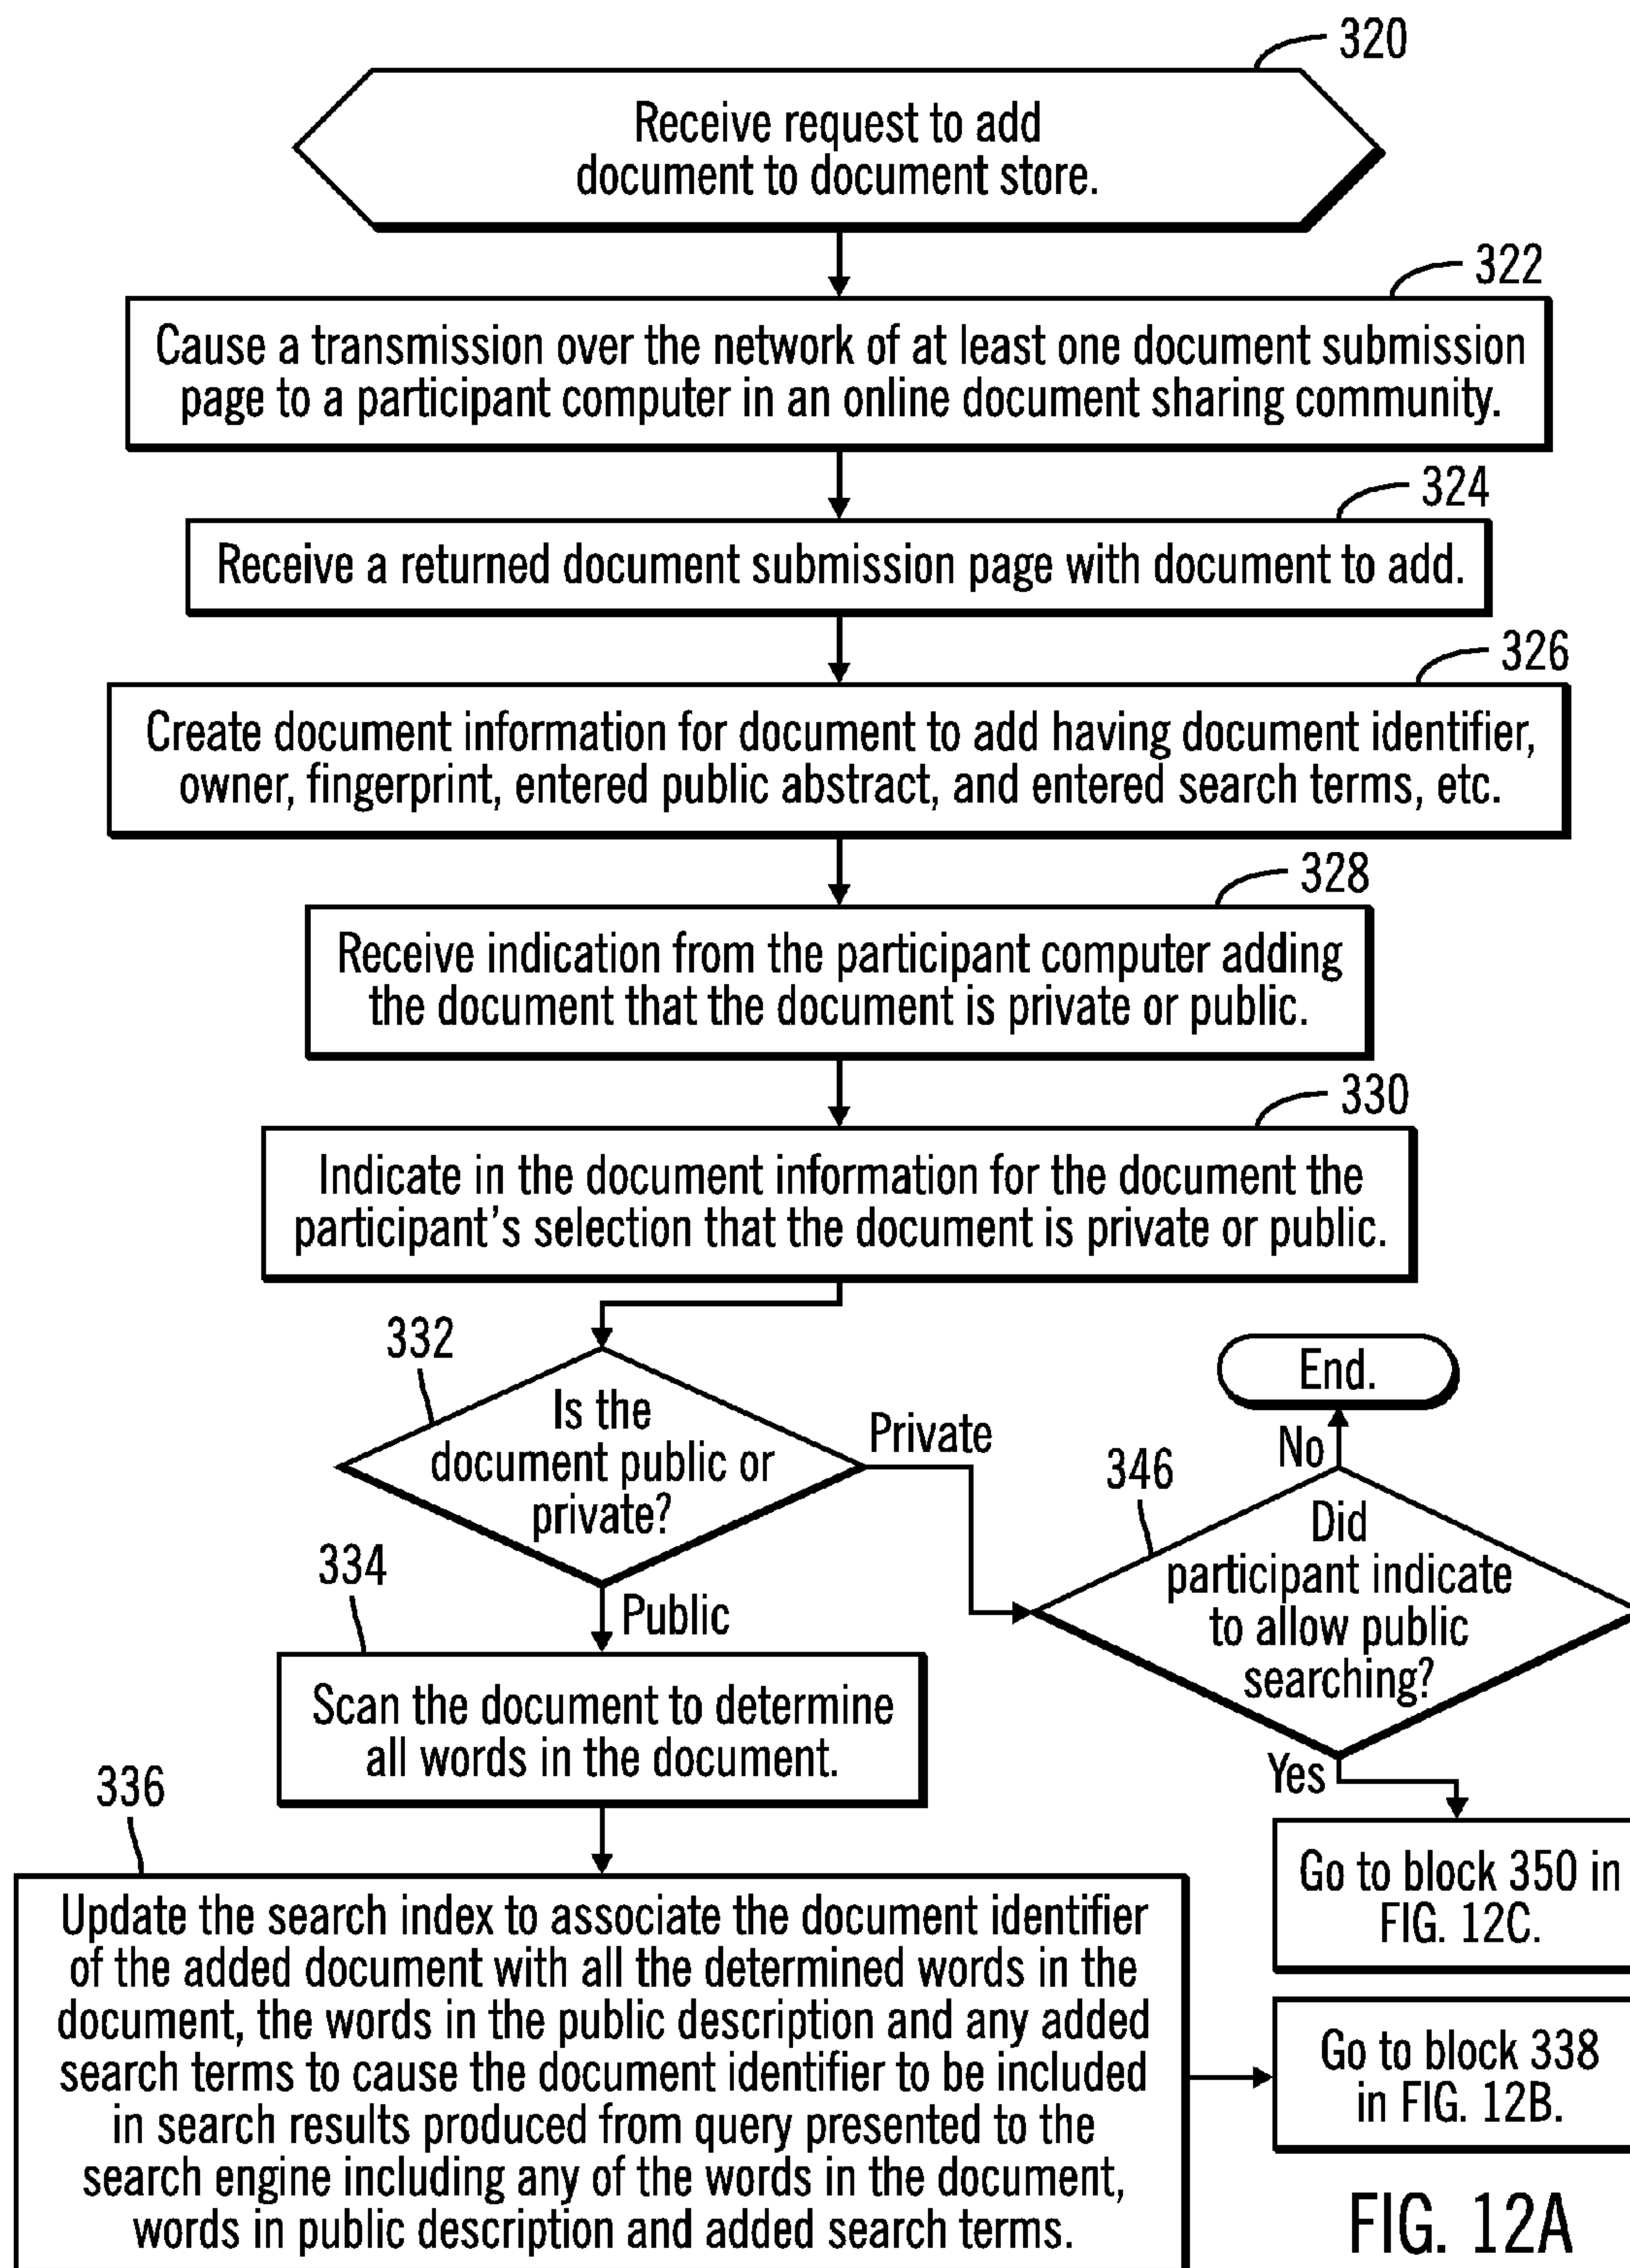 320
Receive request to add
document to document store.
322
Cause a transmission over the network of at least one document submission
page to a participant computer in an online document sharing community.
324
Receive a returned document submission page with document to add.
326
Create document information for document to add having document identifier,
owner, fingerprint, entered public abstract, and entered search terms, etc.
328
Receive indication from the participant computer adding
the document that the document is private or public.
330
Indicate in the document information for the document the
participant's selection that the document is private or public.
332
Is the
document public or
private?
Private
Public
End.
No
346
Did
participant indicate
to allow public
searching?
Yes
334
Scan the document to determine
all words in the document.
Go to block 350 in
FIG. 12C.
336
Update the search index to associate the document identifier
of the added document with all the determined words in the
document, the words in the public description and any added
search terms to cause the document identifier to be included
in search results produced from query presented to the
search engine including any of the words in the document,
words in public description and added search terms.
Go to block 338
in FIG. 12B.
FIG. 12A